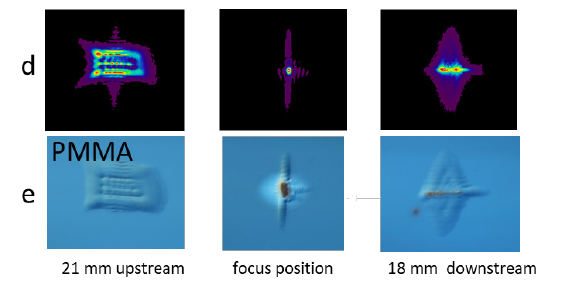 d
PMMA
e
21 mm upstream
focus position
18 mm downstream